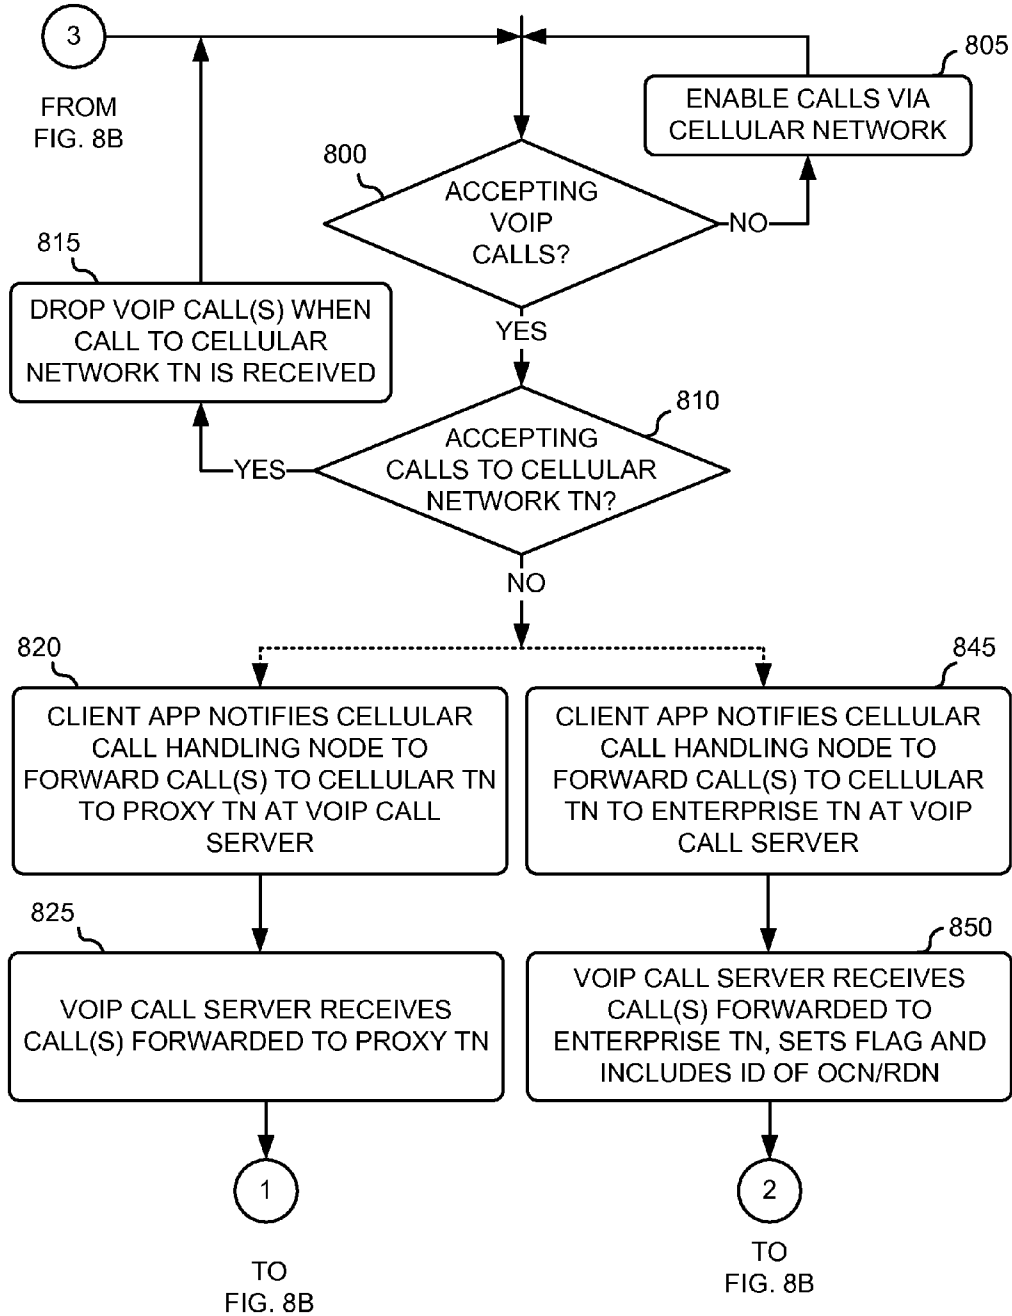 3
FROM
FIG. 8B
805
ENABLE CALLS VIA
CELLULAR NETWORK
800
ACCEPTING
VOIP
CALLS?
NO
815
DROP VOIP CALL(S) WHEN
CALL TO CELLULAR
NETWORK TN IS RECEIVED
YES
810
ACCEPTING
CALLS TO CELLULAR
NETWORK TN?
YES
NO
820
CLIENT APP NOTIFIES CELLULAR
CALL HANDLING NODE TO
FORWARD CALL(S) TO CELLULAR TN
TO PROXY TN AT VOIP CALL
SERVER
845
CLIENT APP NOTIFIES CELLULAR
CALL HANDLING NODE TO
FORWARD CALL(S) TO CELLULAR
TN TO ENTERPRISE TN AT VOIP
CALL SERVER
825
VOIP CALL SERVER RECEIVES
CALL(S) FORWARDED TO PROXY TN
850
VOIP CALL SERVER RECEIVES
CALL(S) FORWARDED TO
ENTERPRISE TN, SETS FLAG AND
INCLUDES ID OF OCN/RDN
1
TO
FIG. 8B
2
TO
FIG. 8B